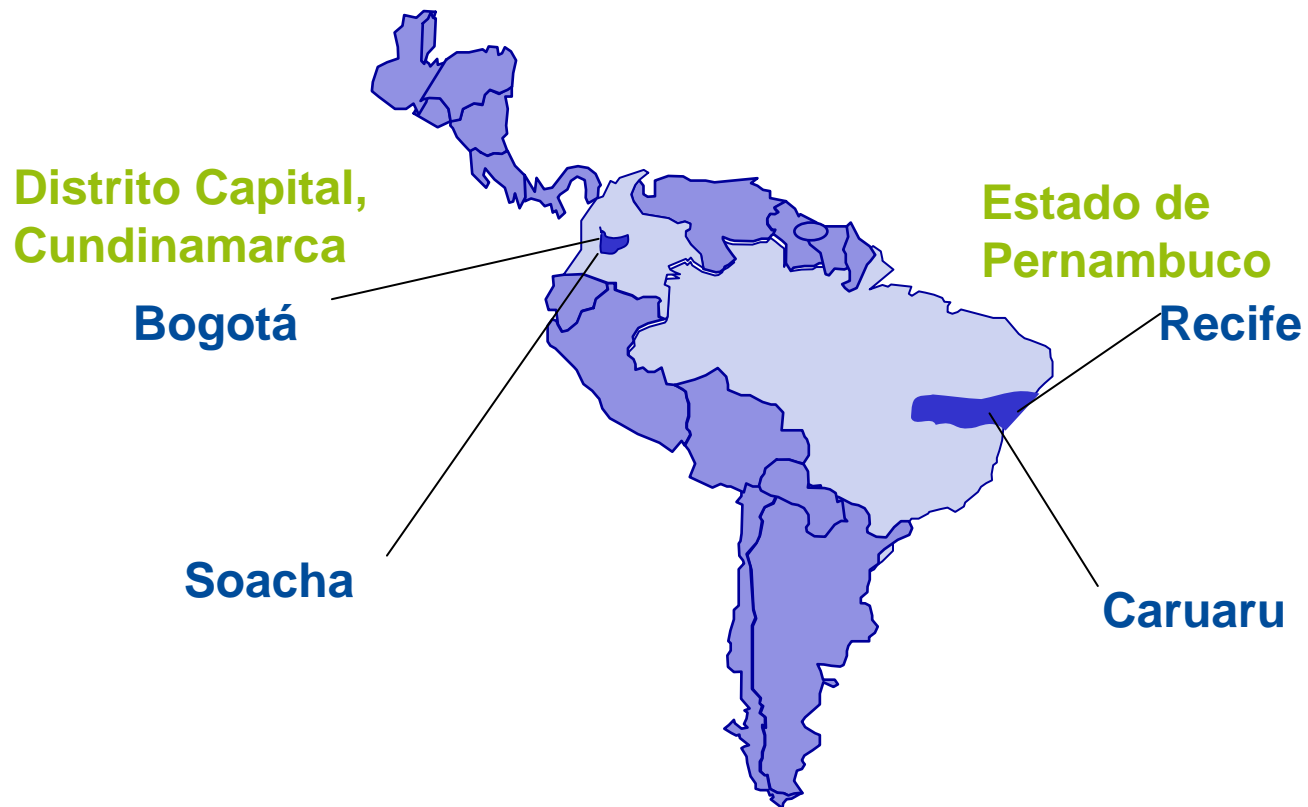 Distrito Capital,
Cundinamarca
Bogotá
Soacha
Estado de
Pernambuco
Recife
Caruaru